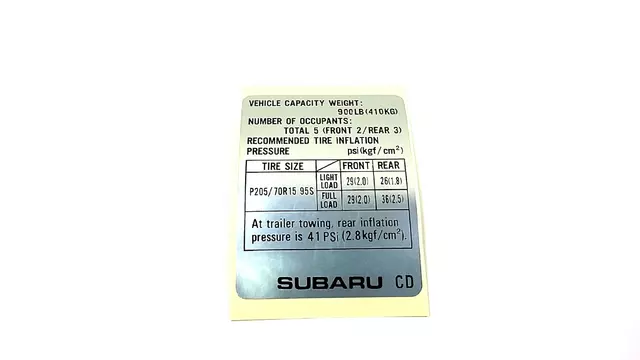 VEHICLE CAPACITY WEIGHT:
900LB(410KG)
NUMBER OF OCCUPANTS:
TOTAL 5 (FRONT 2/REAR 3)
RECOMMENDED TIRE INFLATION
PRESSURE psi(kgf/cm²)
TIRE SIZE FRONT REAR
P205/70R15 95S LIGHT LOAD 29(2.0) 26(1.8)
FULL LOAD 29(2.0) 36(2.5)
At trailer towing, rear inflation
pressure is 41 PSi (2.8kgf/cm²).
SUBARU CD